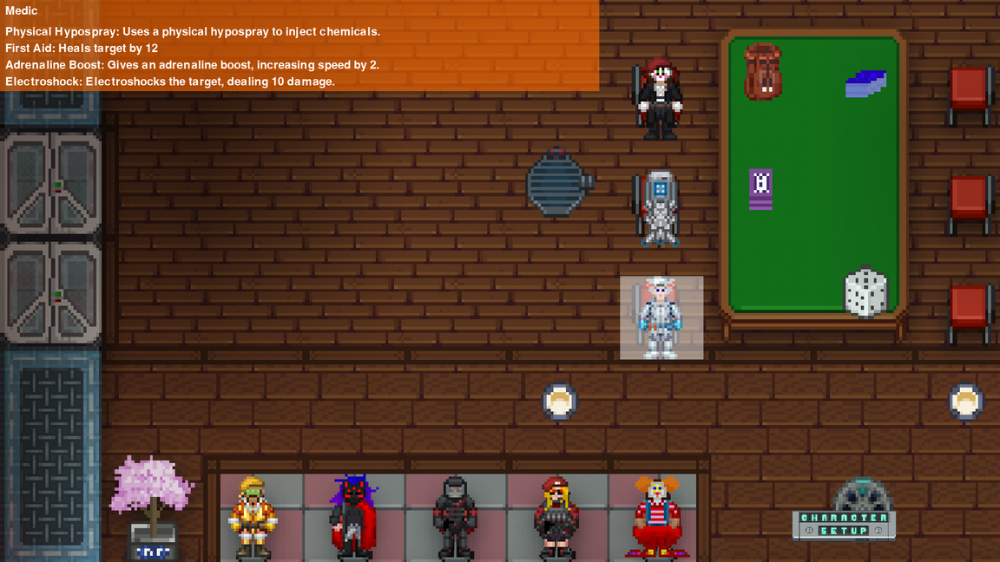 Medic
Physical Hypospray: Uses a physical hypospray to inject chemicals.
First Aid: Heals target by 12
Adrenaline Boost: Gives an adrenaline boost, increasing speed by 2.
Electroshock: Electroshocks the target, dealing 10 damage.
CHARACTER
SETUP